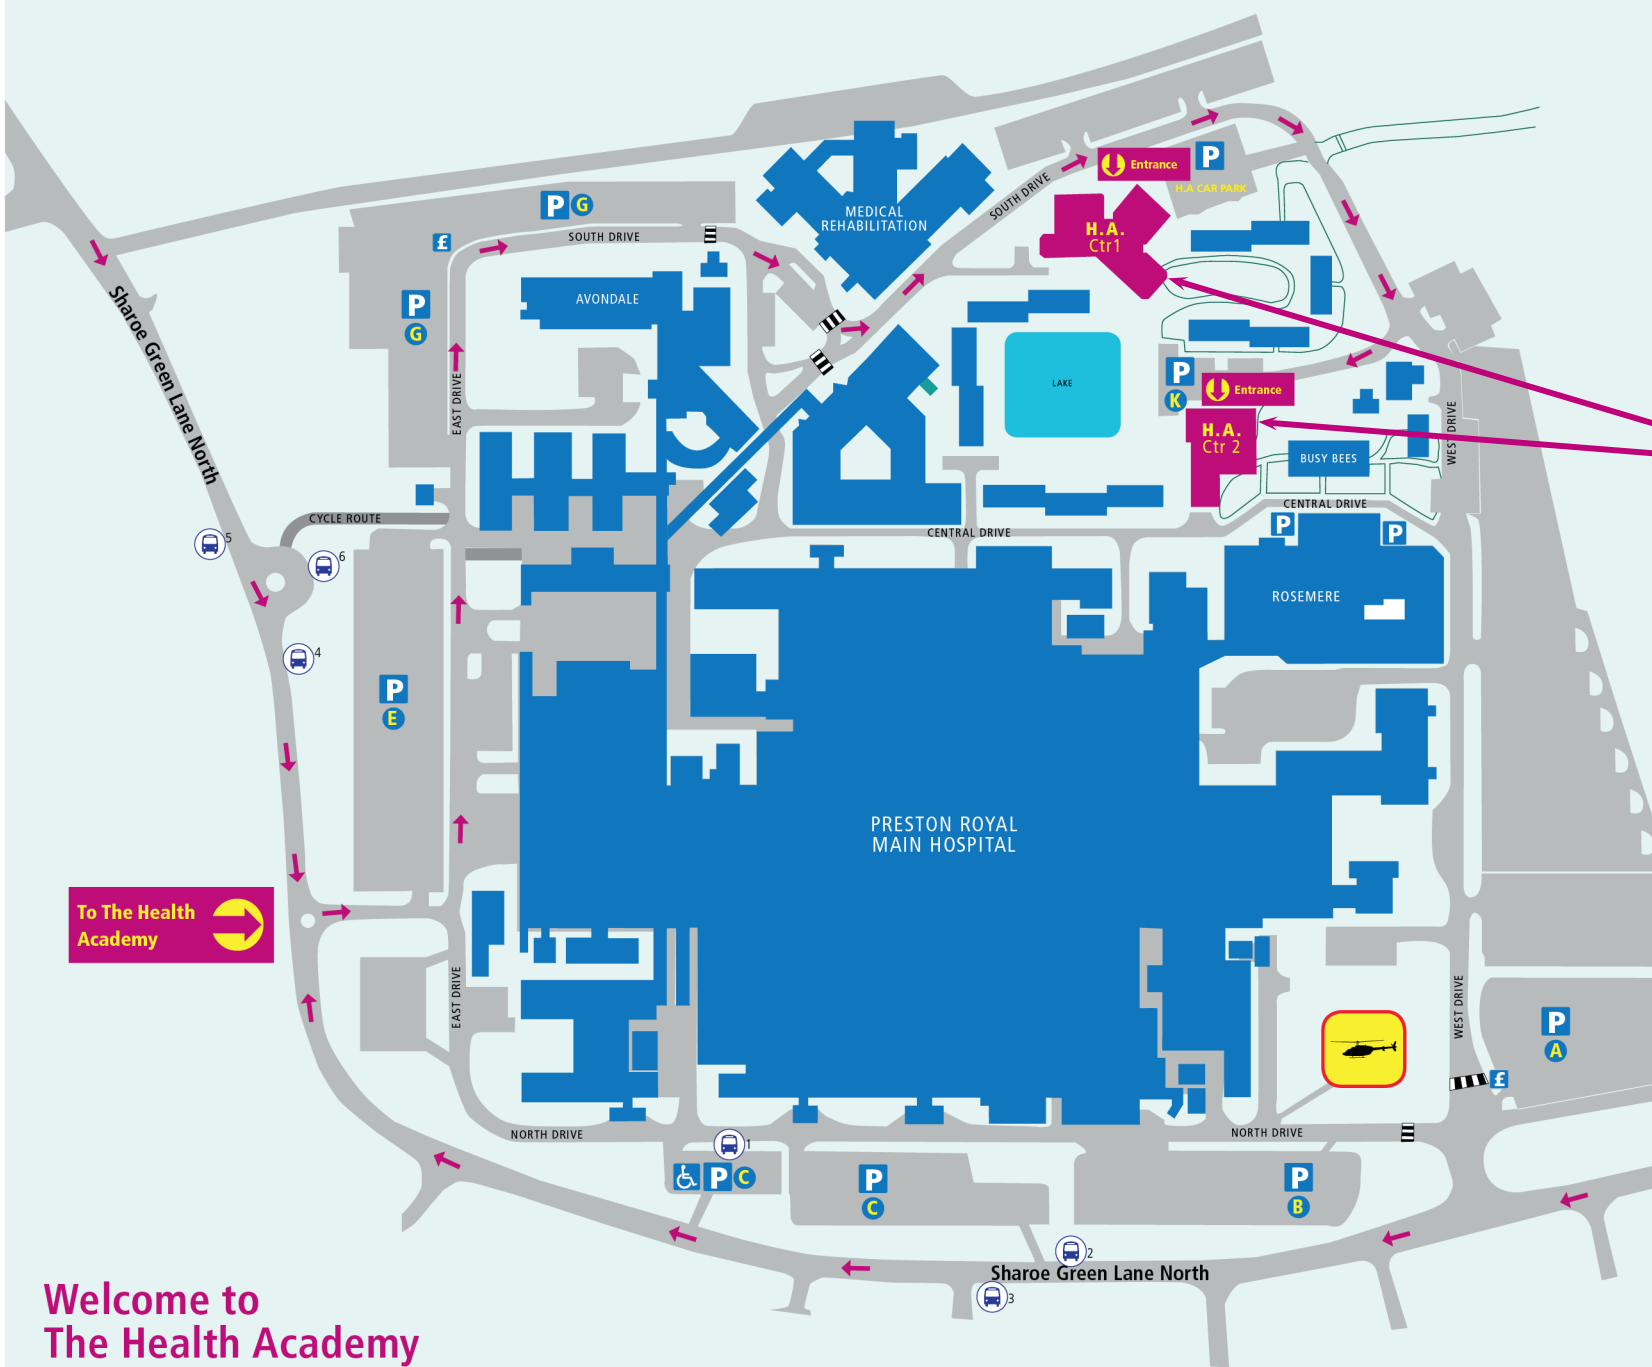 MEDICAL
REHABILITATION
SOUTH DRIVE
Entrance
P
H.A CAR PARK
H.A.
Ctr1
P G
£
SOUTH DRIVE
P
G
AVONDALE
EAST DRIVE
Sharoe Green Lane North
LAKE
P
K
Entrance
H.A.
Ctr 2
BUSY BEES
WEST DRIVE
CENTRAL DRIVE
P
P
CYCLE ROUTE
5
6
4
CENTRAL DRIVE
ROSEMERE
P
E
PRESTON ROYAL
MAIN HOSPITAL
To The Health
Academy
EAST DRIVE
WEST DRIVE
P
A
£
NORTH DRIVE
1
P C
P
C
NORTH DRIVE
P
B
2
Sharoe Green Lane North
3
Welcome to
The Health Academy